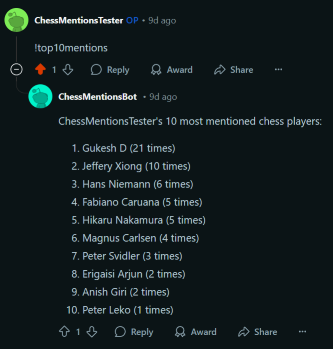 ChessMentionsTester OP • 9d ago
!top10mentions
1 Reply Award Share ...
ChessMentionsBot • 9d ago
ChessMentionsTester's 10 most mentioned chess players:
1. Gukesh D (21 times)
2. Jeffery Xiong (10 times)
3. Hans Niemann (6 times)
4. Fabiano Caruana (5 times)
5. Hikaru Nakamura (5 times)
6. Magnus Carlsen (4 times)
7. Peter Svidler (3 times)
8. Erigaisi Arjun (2 times)
9. Anish Giri (2 times)
10. Peter Leko (1 times)
1 Reply Award Share ...